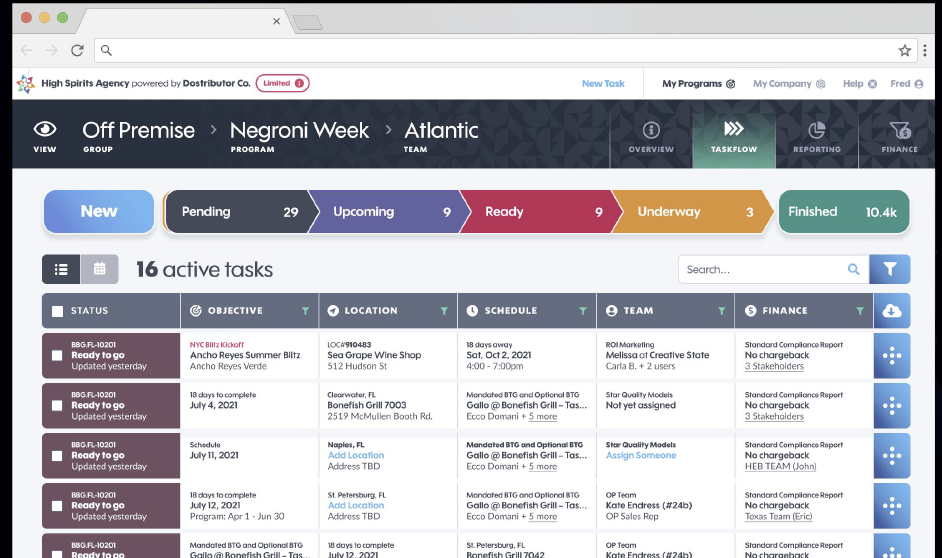 High Spirits Agency powered by Dostributor Co. Limited
New Task
My Programs
My Company
Help
Fred
VIEW
Off Premise > Negroni Week > Atlantic
GROUP PROGRAM TEAM
OVERVIEW
TASKFLOW
REPORTING
FINANCE
New
Pending 29
Upcoming 9
Ready 9
Underway 3
Finished 10.4k
16 active tasks
Search...
STATUS OBJECTIVE LOCATION SCHEDULE TEAM FINANCE
BBG.FL-10201
Ready to go
Updated yesterday
NYC Blitz Kickoff
Ancho Reyes Summer Blitz
Ancho Reyes Verde
LOC#910483
Sea Grape Wine Shop
512 Hudson St
18 days away
Sat, Oct 2, 2021
4:00 - 7:00pm
ROI Marketing
Melissa at Creative State
Carla B. + 2 users
Standard Compliance Report
No chargeback
3 Stakeholders
BBG.FL-10201
Ready to go
Updated yesterday
18 days to complete
July 4, 2021
Clearwater, FL
Bonefish Grill 7003
2519 McMullen Booth Rd.
Mandated BTG and Optional BTG
Gallo @ Bonefish Grill – Tas...
Ecco Domani + 5 more
Star Quality Models
Not yet assigned
Standard Compliance Report
No chargeback
3 Stakeholders
BBG.FL-10201
Ready to go
Updated yesterday
Schedule
July 11, 2021
Naples, FL
Add Location
Address TBD
Mandated BTG and Optional BTG
Gallo @ Bonefish Grill – Tas...
Ecco Domani + 5 more
Star Quality Models
Assign Someone
Standard Compliance Report
No chargeback
HEB TEAM (John)
BBG.FL-10201
Ready to go
Updated yesterday
18 days to complete
July 12, 2021
Program: Apr 1 - Jun 30
St. Petersburg, FL
Add Location
Address TBD
Mandated BTG and Optional BTG
Gallo @ Bonefish Grill – Tas...
Ecco Domani + 5 more
OP Team
Kate Endress (#24b)
OP Sales Rep
Standard Compliance Report
No chargeback
Texas Team (Eric)
BBG.FL-10201
Ready to go
Mandated BTG and Optional BTG
Gallo @ Bonefish Grill – Tas...
18 days to complete
July 12, 2021
St. Petersburg, FL
Bonefish Grill 7042
OP Team
Kate Endress (#24b)
Standard Compliance Report
No chargeback